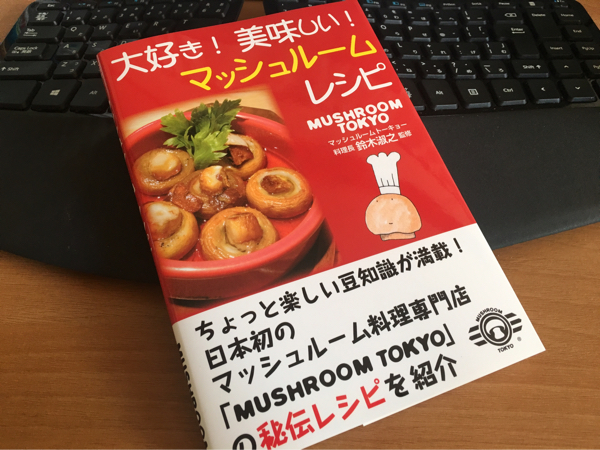 大好き！ 美味しい！
マッシュルーム
レシピ
MUSHROOM
TOKYO
マッシュルームトーキョー
料理長 鈴木淑之 監修
ちょっと楽しい豆知識が満載！
日本初の
マッシュルーム料理専門店
「MUSHROOM TOKYO」
の秘伝レシピを紹介
MUSHROOM
TOKYO
®